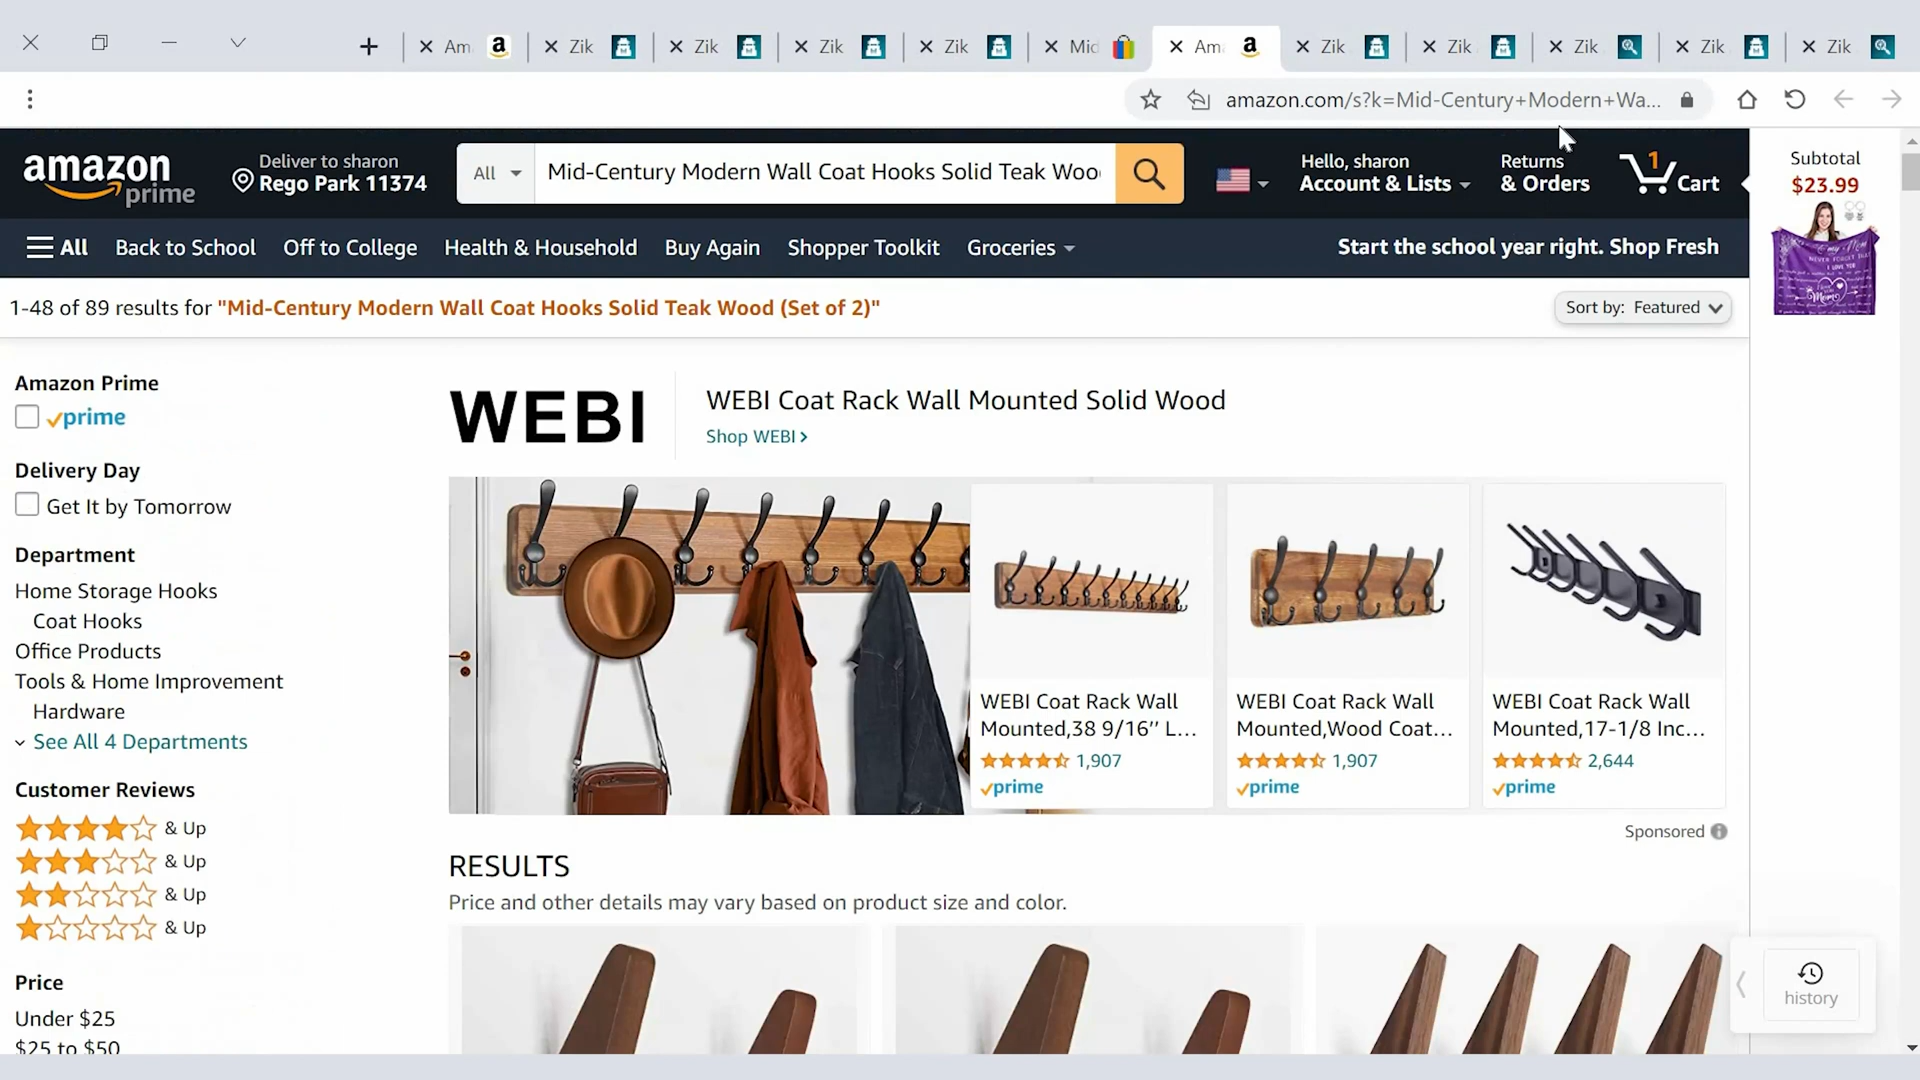 Am
Zik
Zik
Zik
Zik
Mid
Am
Zik
Zik
Zik
Zik
Zik
amazon.com/s?k=Mid-Century+Modern+Wa...
amazon
prime
Deliver to sharon
Rego Park 11374
All
Mid-Century Modern Wall Coat Hooks Solid Teak Woo
Hello, sharon
Account & Lists
Returns
& Orders
1
Cart
Subtotal
$23.99
All
Back to School
Off to College
Health & Household
Buy Again
Shopper Toolkit
Groceries
Start the school year right. Shop Fresh
1-48 of 89 results for "Mid-Century Modern Wall Coat Hooks Solid Teak Wood (Set of 2)"
Sort by: Featured
Amazon Prime
prime
Delivery Day
Get It by Tomorrow
Department
Home Storage Hooks
Coat Hooks
Office Products
Tools & Home Improvement
Hardware
See All 4 Departments
Customer Reviews
& Up
& Up
& Up
& Up
Price
Under $25
$25 to $50
WEBI
WEBI Coat Rack Wall Mounted Solid Wood
Shop WEBI ›
WEBI Coat Rack Wall
Mounted,38 9/16’’ L...
1,907
prime
WEBI Coat Rack Wall
Mounted,Wood Coat...
1,907
prime
WEBI Coat Rack Wall
Mounted,17-1/8 Inc...
2,644
prime
Sponsored
RESULTS
Price and other details may vary based on product size and color.
history